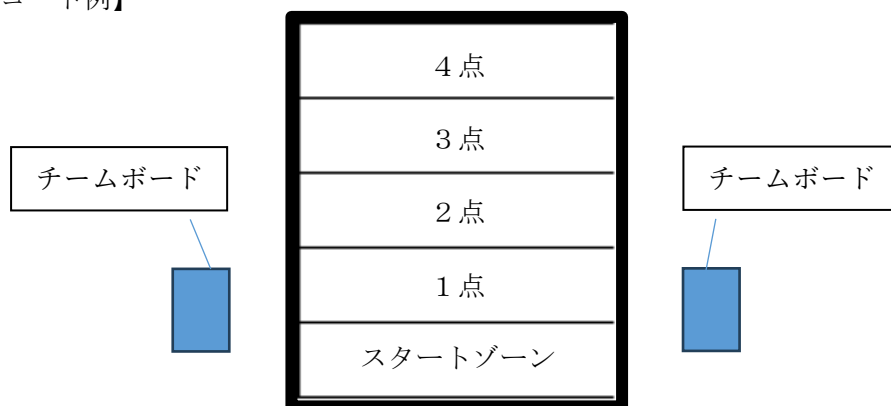 コート例】
４点
３点
チームボード
チームボード
２点
１点
スタートゾーン